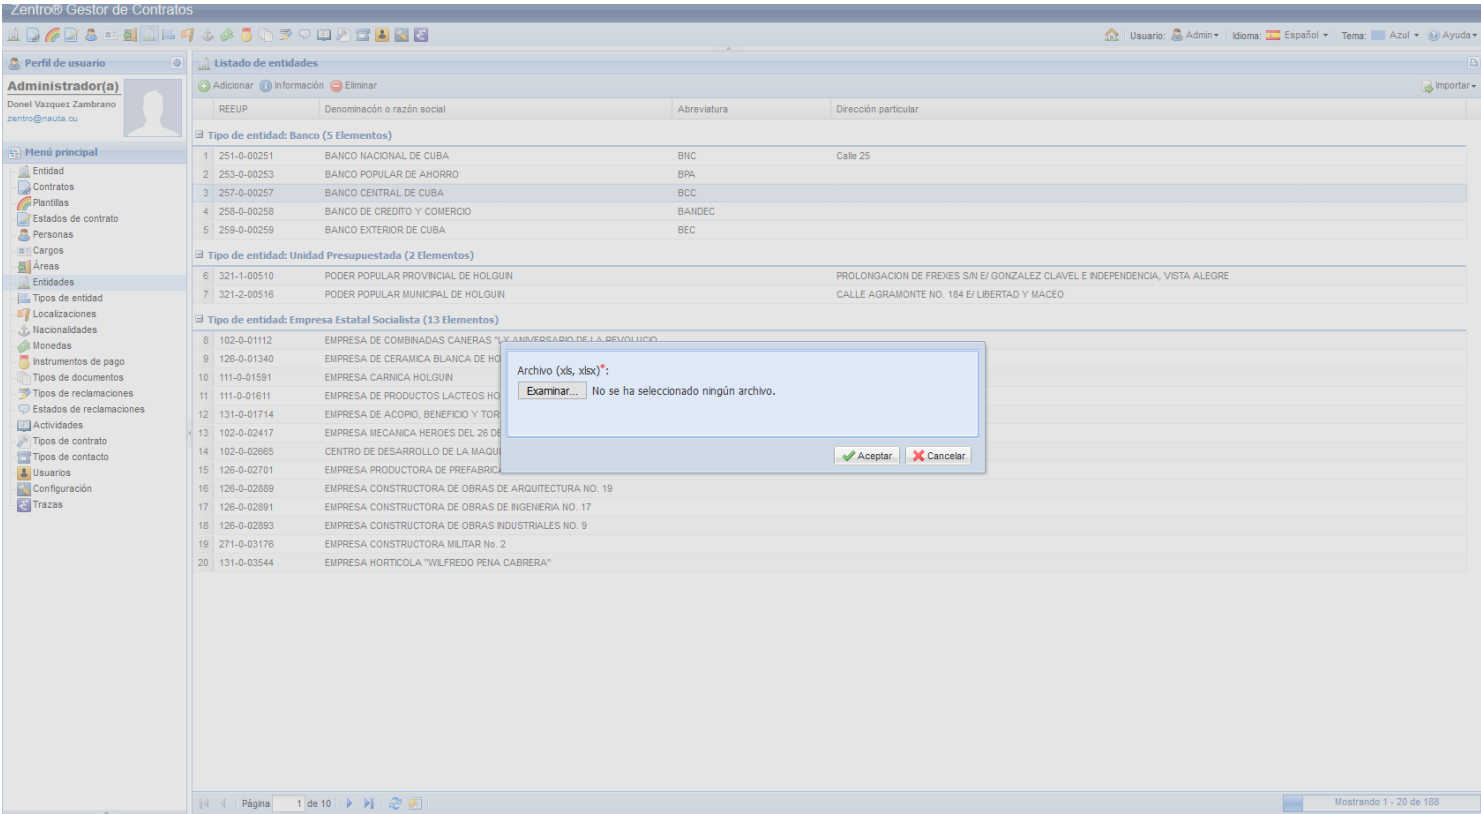 Zentro® Gestor de Contratos
Usuario: Admin Idioma: Español Tema: Azul Ayuda
Perfil de usuario
Administrador(a)
Donel Vazquez Zambrano
zentro@nauta.cu
Menú principal
Entidad
Contratos
Plantillas
Estados de contrato
Personas
Cargos
Áreas
Entidades
Tipos de entidad
Localizaciones
Nacionalidades
Monedas
Instrumentos de pago
Tipos de documentos
Tipos de reclamaciones
Estados de reclamaciones
Actividades
Tipos de contrato
Tipos de contacto
Usuarios
Configuración
Trazas
Listado de entidades
Adicionar Información Eliminar Importar
REEUP Denominacón o razón social Abreviatura Dirección particular
Tipo de entidad: Banco (5 Elementos)
1 251-0-00251 BANCO NACIONAL DE CUBA BNC Calle 25
2 253-0-00253 BANCO POPULAR DE AHORRO BPA
3 257-0-00257 BANCO CENTRAL DE CUBA BCC
4 258-0-00258 BANCO DE CREDITO Y COMERCIO BANDEC
5 259-0-00259 BANCO EXTERIOR DE CUBA BEC
Tipo de entidad: Unidad Presupuestada (2 Elementos)
6 321-1-00510 PODER POPULAR PROVINCIAL DE HOLGUIN PROLONGACION DE FREXES S/N E/ GONZALEZ CLAVEL E INDEPENDENCIA, VISTA ALEGRE
7 321-2-00516 PODER POPULAR MUNICIPAL DE HOLGUIN CALLE AGRAMONTE NO. 184 E/ LIBERTAD Y MACEO
Tipo de entidad: Empresa Estatal Socialista (13 Elementos)
8 102-0-01112 EMPRESA DE COMBINADAS CANERAS "LX ANIVERSARIO DE LA REVOLUCIO
9 126-0-01340 EMPRESA DE CERAMICA BLANCA DE HO
10 111-0-01591 EMPRESA CARNICA HOLGUIN
11 111-0-01611 EMPRESA DE PRODUCTOS LACTEOS HO
12 131-0-01714 EMPRESA DE ACOPIO, BENEFICIO Y TOR
13 102-0-02417 EMPRESA MECANICA HEROES DEL 26 DE
14 102-0-02665 CENTRO DE DESARROLLO DE LA MAQU
15 126-0-02701 EMPRESA PRODUCTORA DE PREFABRICA
16 126-0-02889 EMPRESA CONSTRUCTORA DE OBRAS DE ARQUITECTURA NO. 19
17 126-0-02891 EMPRESA CONSTRUCTORA DE OBRAS DE INGENIERIA NO. 17
18 126-0-02893 EMPRESA CONSTRUCTORA DE OBRAS INDUSTRIALES NO. 9
19 271-0-03176 EMPRESA CONSTRUCTORA MILITAR No. 2
20 131-0-03544 EMPRESA HORTICOLA "WILFREDO PENA CABRERA"
Archivo (xls, xlsx)*:
Examinar... No se ha seleccionado ningún archivo.
Aceptar Cancelar
Página 1 de 10
Mostrando 1 - 20 de 188